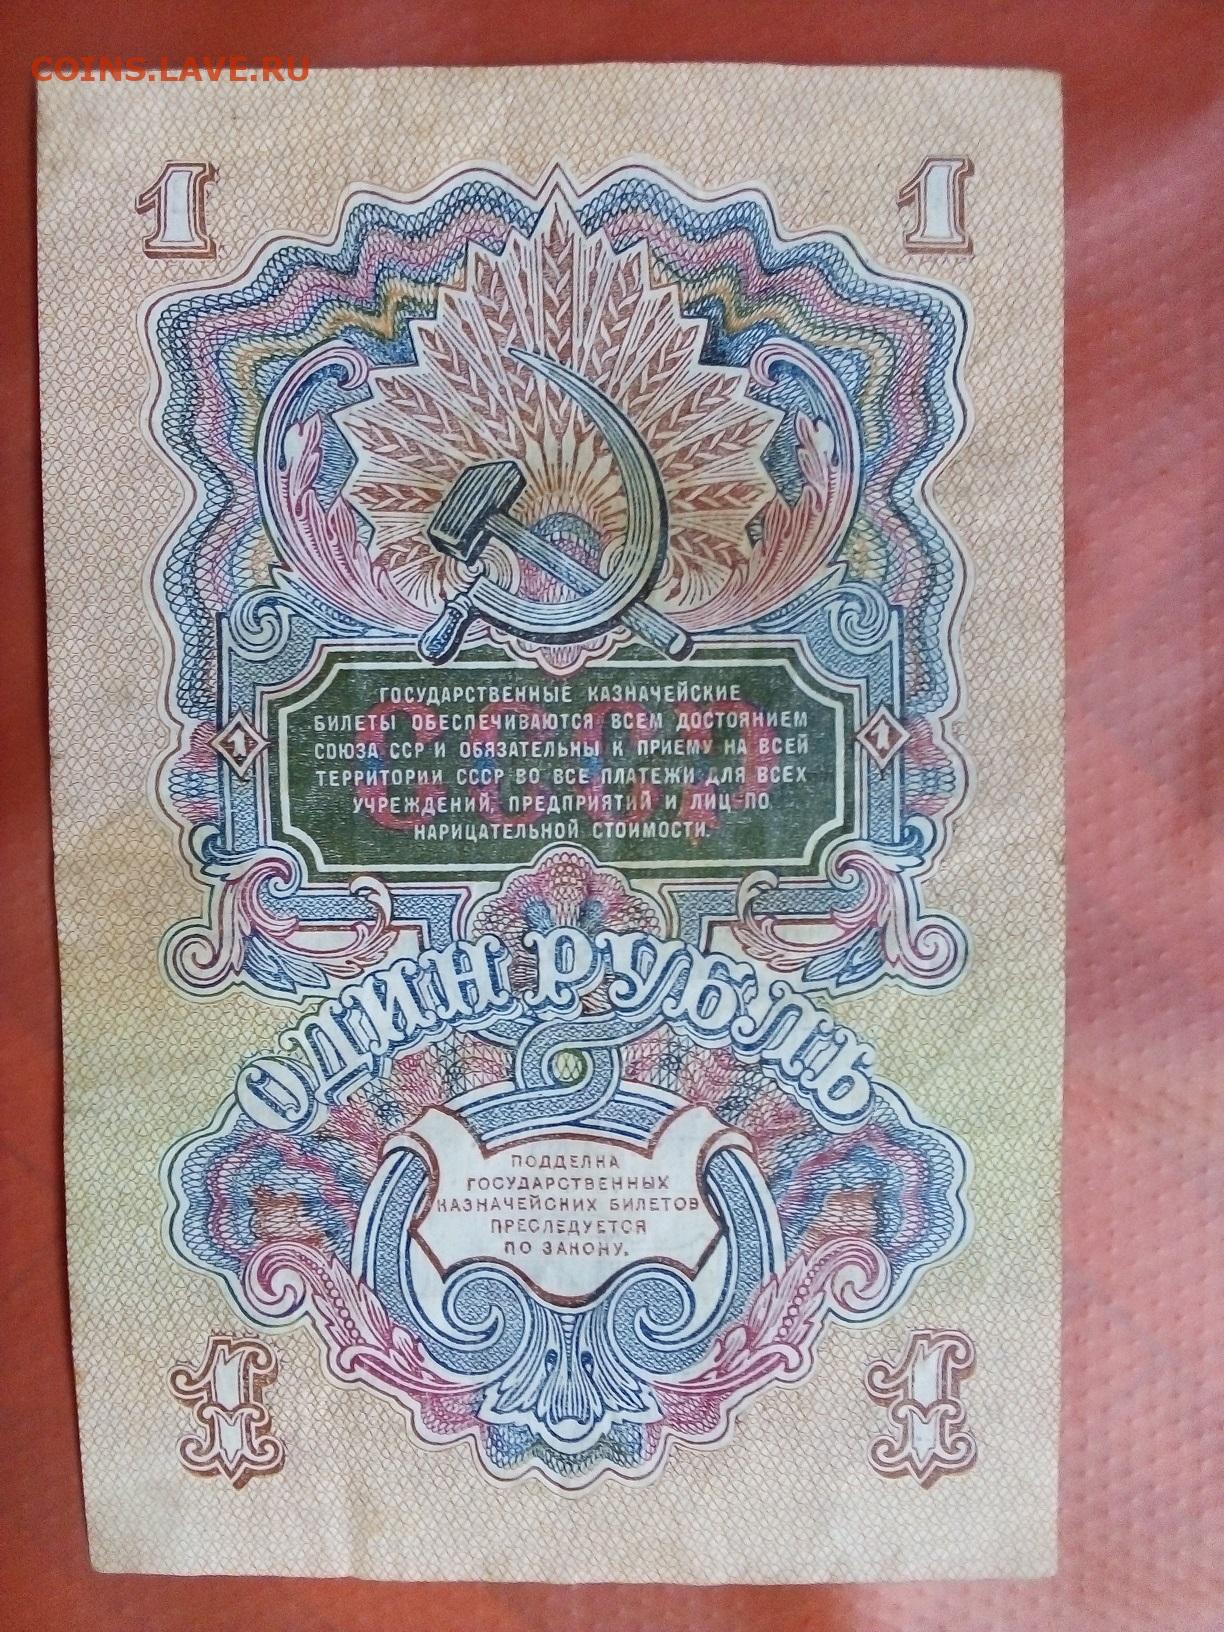 COINS.LAVE.RU
1 1
ГОСУДАРСТВЕННЫЕ КАЗНАЧЕЙСКИЕ
БИЛЕТЫ ОБЕСПЕЧИВАЮТСЯ ВСЕМ ДОСТОЯНИЕМ
СОЮЗА ССР И ОБЯЗАТЕЛЬНЫ К ПРИЕМУ НА ВСЕЙ
ТЕРРИТОРИИ СССР ВО ВСЕ ПЛАТЕЖИ ДЛЯ ВСЕХ
УЧРЕЖДЕНИЙ, ПРЕДПРИЯТИЙ И ЛИЦ ПО
НАРИЦАТЕЛЬНОЙ СТОИМОСТИ.
СССР
1 1
ОДИН РУБЛЬ
ПОДДЕЛКА
ГОСУДАРСТВЕННЫХ
КАЗНАЧЕЙСКИХ БИЛЕТОВ
ПРЕСЛЕДУЕТСЯ
ПО ЗАКОНУ.
1 1